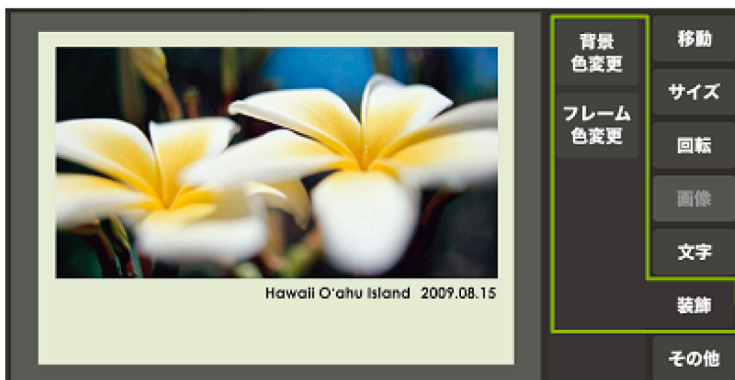 背景
色変更
フレーム
色変更
移動
サイズ
回転
画像
文字
装飾
その他
Hawaii O'ahu Island 2009.08.15